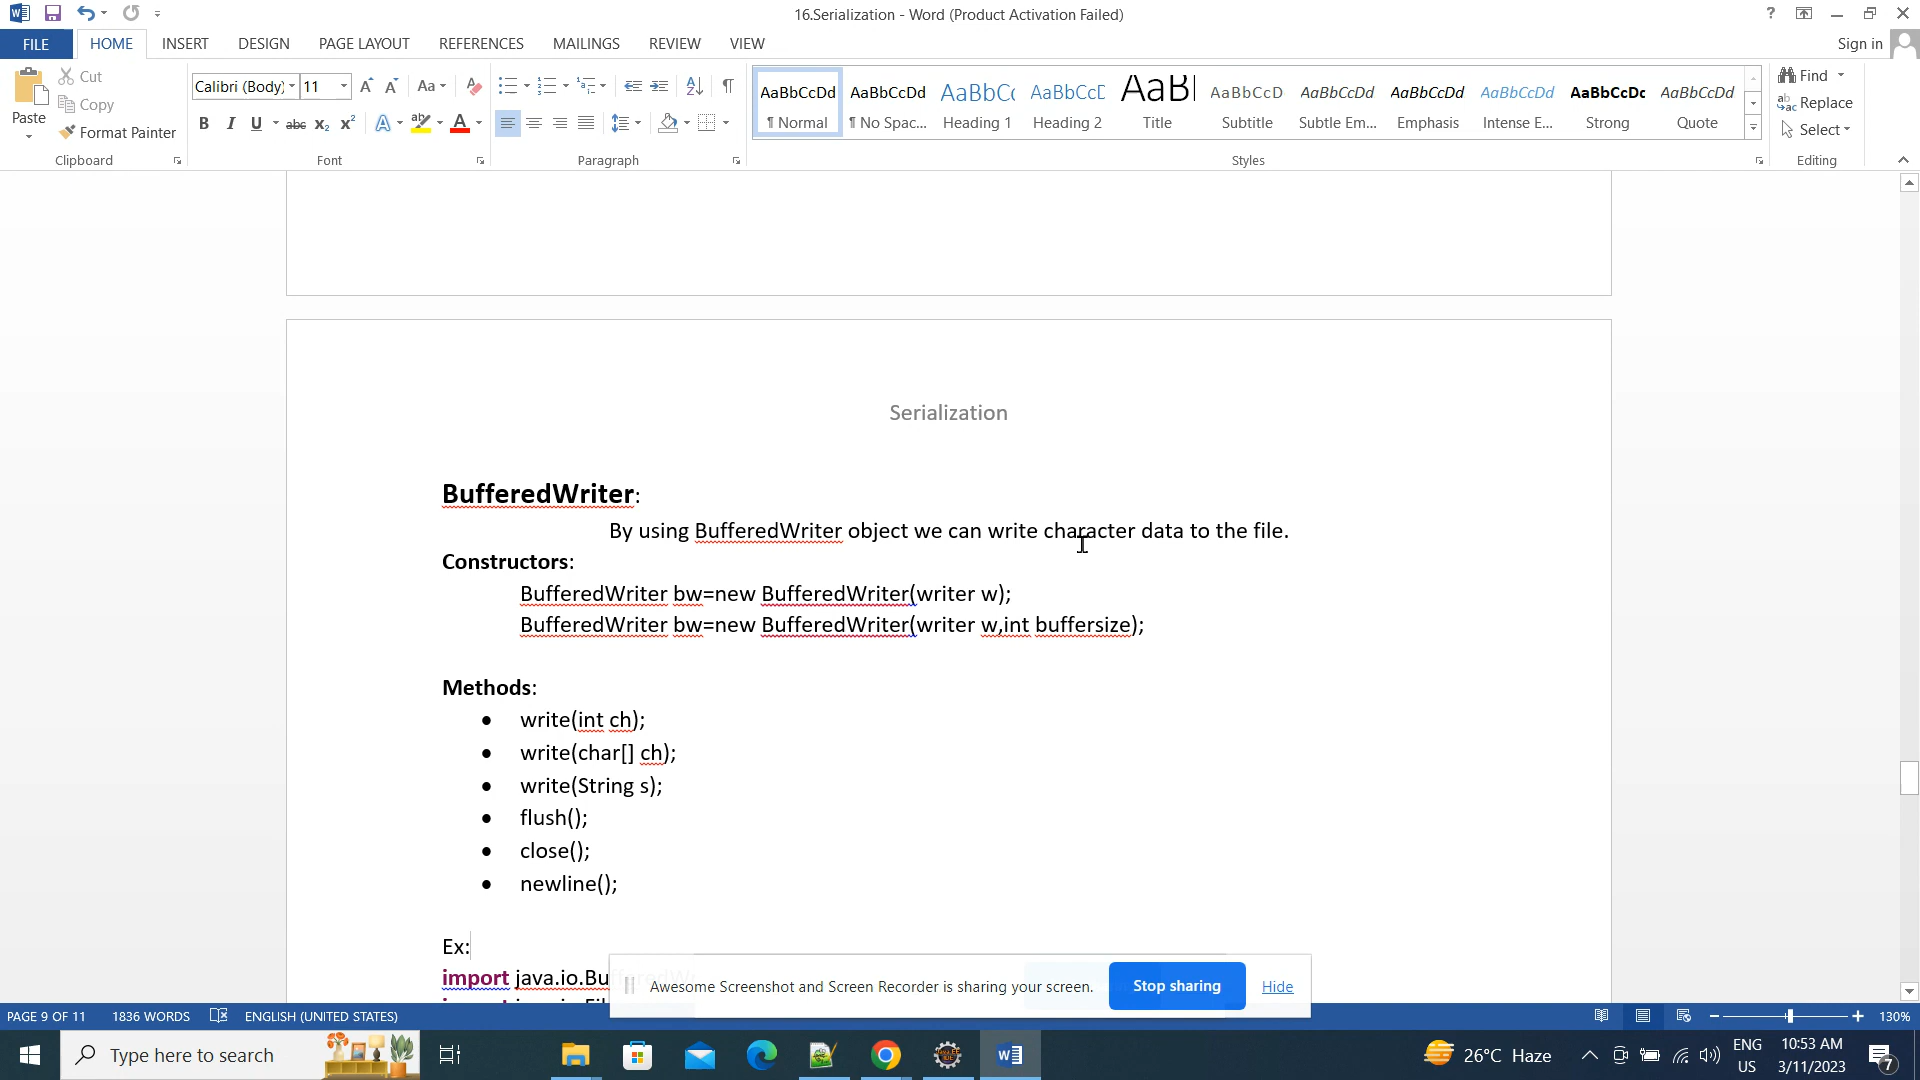 16.Serialization - Word (Product Activation Failed)
FILE HOME INSERT DESIGN PAGE LAYOUT REFERENCES MAILINGS REVIEW VIEW Sign in
Cut
Copy
Format Painter
Paste
Clipboard
Calibri (Body) 11
Font
Paragraph
AaBbCcDd AaBbCcDd AaBbCc AaBbCcC AaBl AaBbCcD AaBbCcDd AaBbCcDd AaBbCcDd AaBbCcDc AaBbCcDd
¶ Normal ¶ No Spac... Heading 1 Heading 2 Title Subtitle Subtle Em... Emphasis Intense E... Strong Quote
Styles
Find
Replace
Select
Editing
Serialization
BufferedWriter:
By using BufferedWriter object we can write character data to the file.
Constructors:
BufferedWriter bw=new BufferedWriter(writer w);
BufferedWriter bw=new BufferedWriter(writer w,int buffersize);
Methods:
• write(int ch);
• write(char[] ch);
• write(String s);
• flush();
• close();
• newline();
Ex:
import java.io.Bu
Awesome Screenshot and Screen Recorder is sharing your screen. Stop sharing Hide
PAGE 9 OF 11 1836 WORDS ENGLISH (UNITED STATES) 130%
Type here to search
26°C Haze
ENG
US
10:53 AM
3/11/2023
7